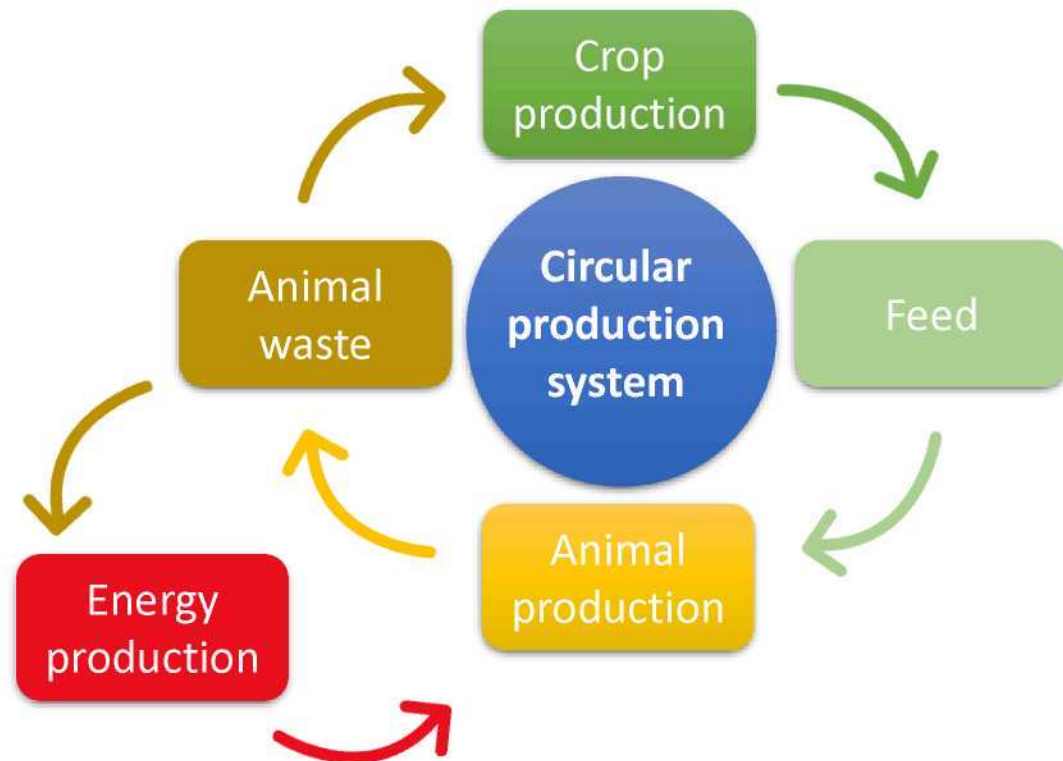 Crop
production
Animal
waste
Circular
production
system
Feed
Animal
production
Energy
production